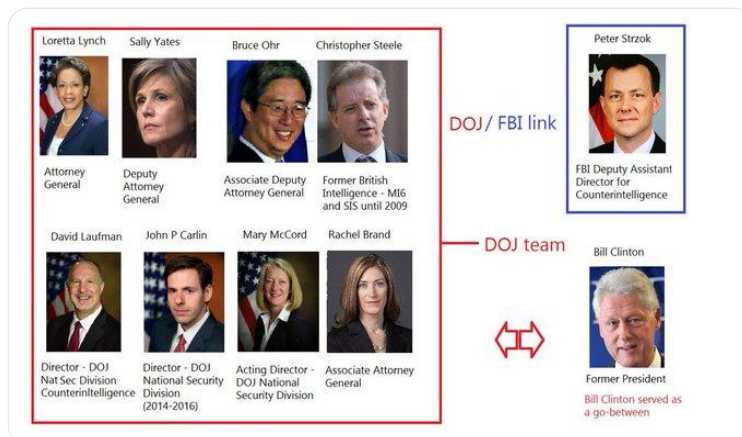 Loretta Lynch
Sally Yates
Bruce Ohr
Christopher Steele
Attorney
General
Deputy
Attorney
General
Associate Deputy
Attorney General
Former British
Intelligence - MI6
and SIS until 2009
David Laufman
John P Carlin
Mary McCord
Rachel Brand
Director - DOJ
Nat Sec Division
Counterinltelligence
Director - DOJ
National Security
Division
(2014-2016)
Acting Director -
DOJ National
Security Division
Associate Attorney
General
DOJ / FBI link
DOJ team
Peter Strzok
FBI Deputy Assistant
Director for
Counterintelligence
Bill Clinton
Former President
Bill Clinton served as
a go-between